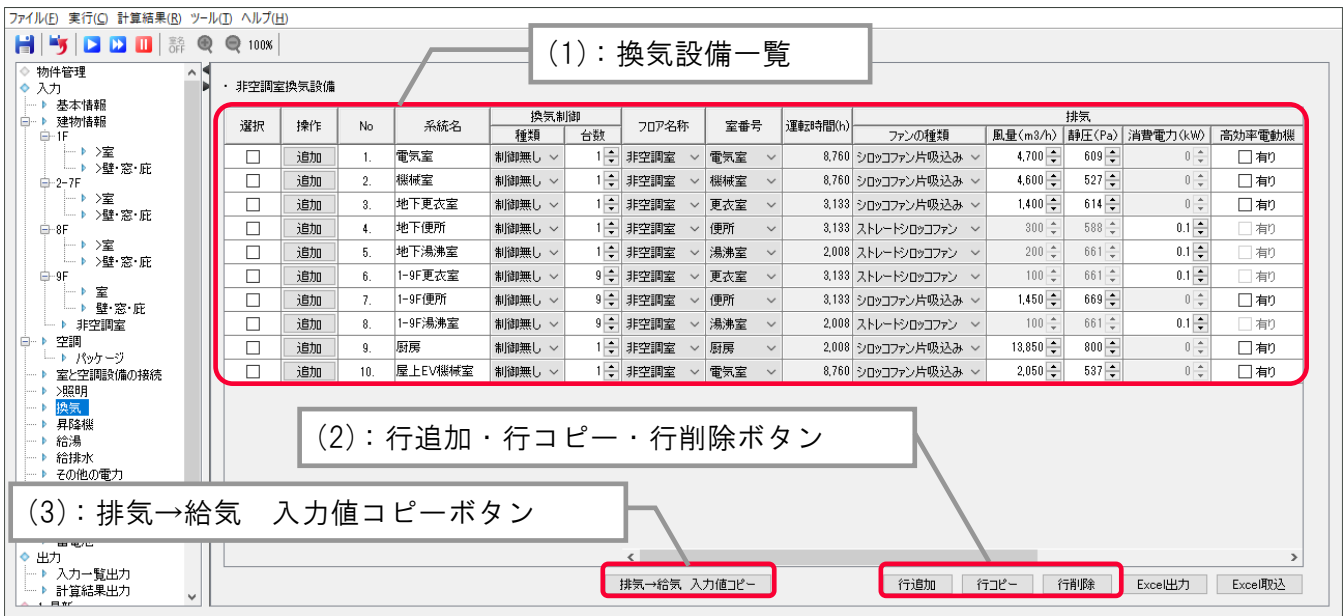 ファイル(F) 実行(C) 計算結果(R) ツール(T) ヘルプ(H)
室名
OFF
100%
(1)：換気設備一覧
物件管理
入力
基本情報
建物情報
1F
>室
>壁・窓・庇
2-7F
>室
>壁・窓・庇
8F
>室
>壁・窓・庇
9F
室
壁・窓・庇
非空調室
空調
パッケージ
室と空調設備の接続
>照明
換気
昇降機
給湯
給排水
その他の電力
出力
入力一覧出力
計算結果出力
・ 非空調室換気設備
選択 操作 No 系統名 換気制御 フロア名称 室番号 運転時間(h) 排気
種類 台数 ファンの種類 風量(m3/h) 静圧(Pa) 消費電力(kW) 高効率電動機
追加 1. 電気室 制御無し 1 非空調室 電気室 8,760 シロッコファン片吸込み 4,700 609 0 有り
追加 2. 機械室 制御無し 1 非空調室 機械室 8,760 シロッコファン片吸込み 4,600 527 0 有り
追加 3. 地下更衣室 制御無し 1 非空調室 更衣室 3,133 シロッコファン片吸込み 1,400 614 0 有り
追加 4. 地下便所 制御無し 1 非空調室 便所 3,133 ストレートシロッコファン 300 588 0.1 有り
追加 5. 地下湯沸室 制御無し 1 非空調室 湯沸室 2,008 ストレートシロッコファン 200 661 0.1 有り
追加 6. 1-9F更衣室 制御無し 9 非空調室 更衣室 3,133 ストレートシロッコファン 100 661 0.1 有り
追加 7. 1-9F便所 制御無し 9 非空調室 便所 3,133 シロッコファン片吸込み 1,450 669 0 有り
追加 8. 1-9F湯沸室 制御無し 9 非空調室 湯沸室 2,008 ストレートシロッコファン 100 661 0.1 有り
追加 9. 厨房 制御無し 1 非空調室 厨房 2,008 シロッコファン片吸込み 13,850 800 0 有り
追加 10. 屋上EV機械室 制御無し 1 非空調室 電気室 8,760 シロッコファン片吸込み 2,050 537 0 有り
(2)：行追加・行コピー・行削除ボタン
(3)：排気→給気　入力値コピーボタン
排気→給気 入力値コピー 行追加 行コピー 行削除 Excel出力 Excel取込